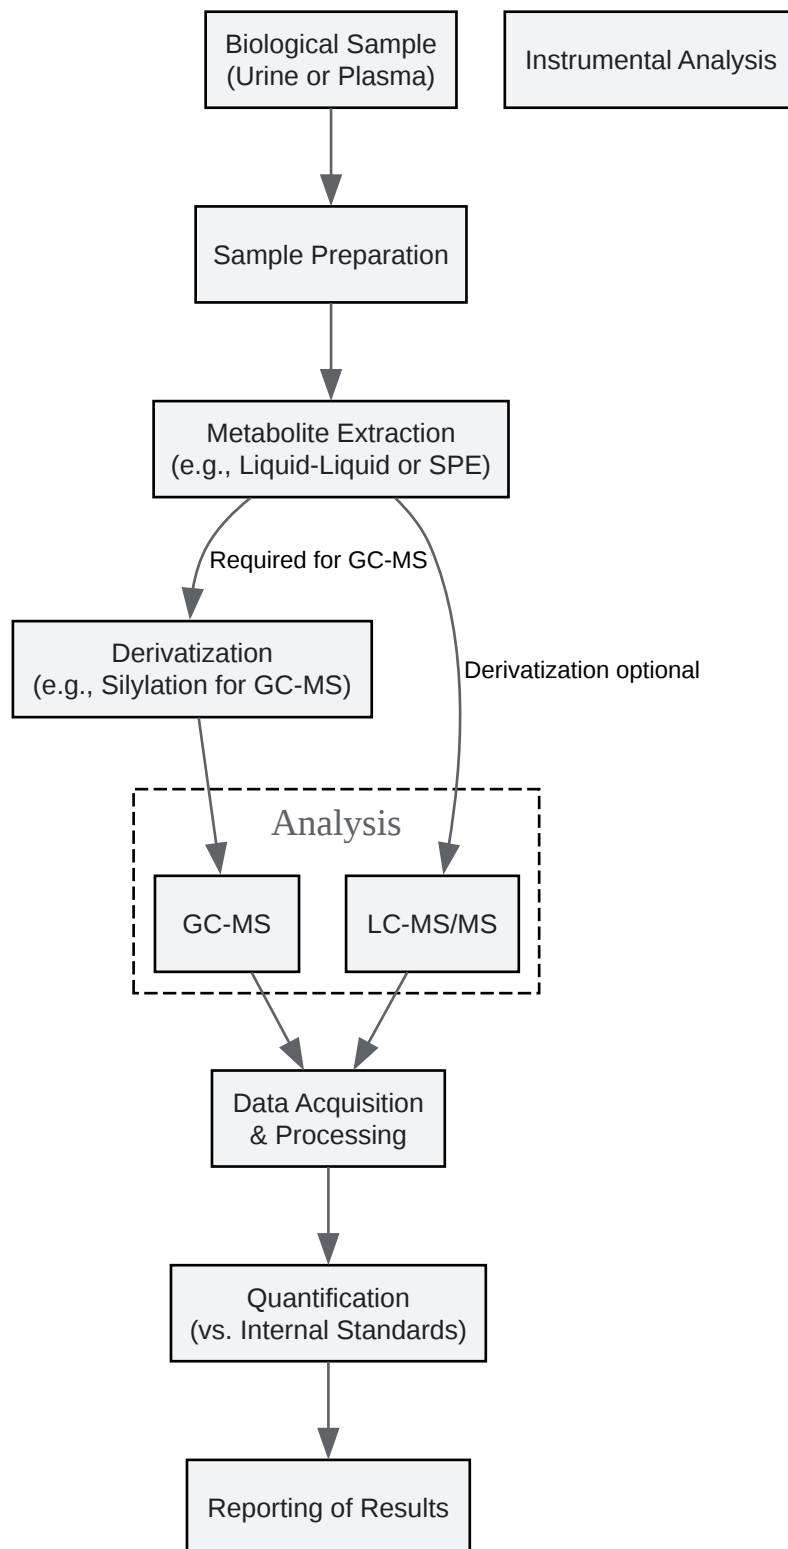 Biological Sample
(Urine or Plasma)
Instrumental Analysis
Sample Preparation
Metabolite Extraction
(e.g., Liquid-Liquid or SPE)
Required for GC-MS
Derivatization
(e.g., Silylation for GC-MS)
Derivatization optional
Analysis
GC-MS
LC-MS/MS
Data Acquisition
& Processing
Quantification
(vs. Internal Standards)
Reporting of Results